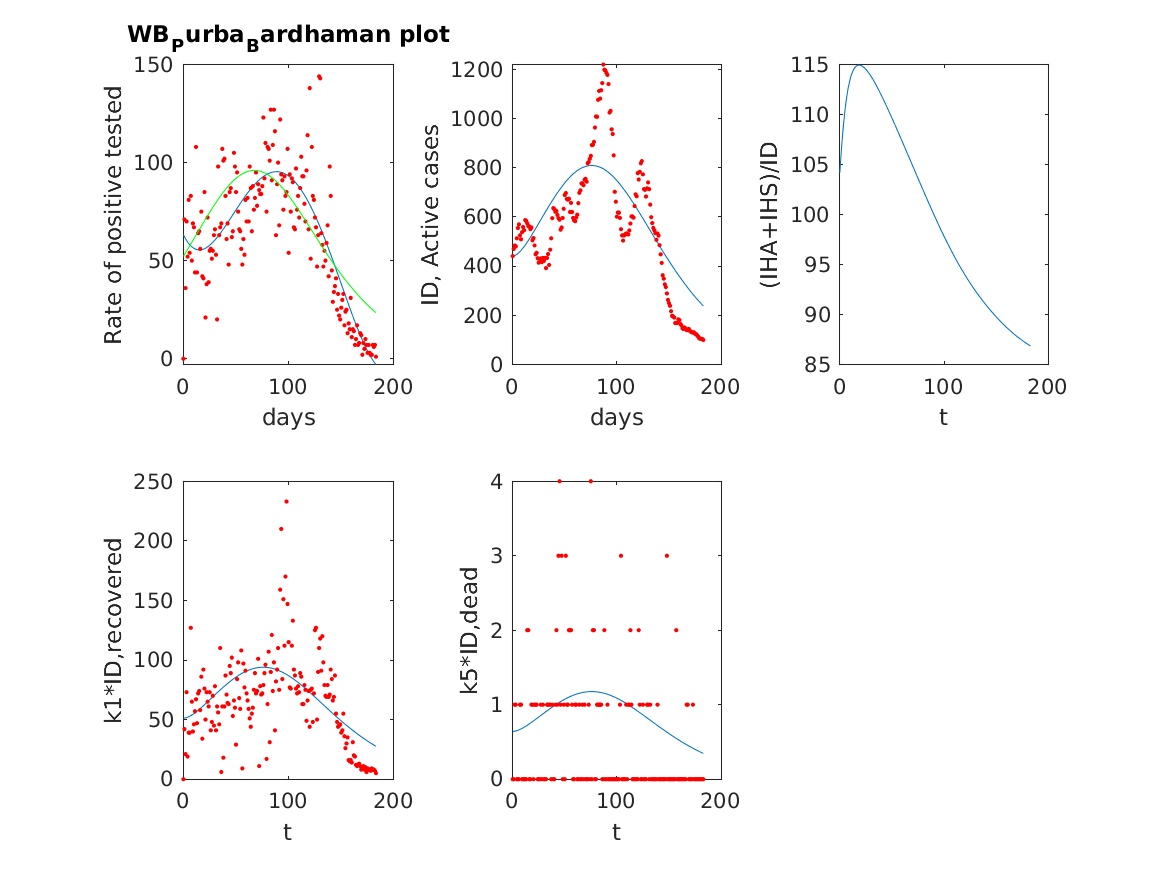 WB_Purba_Bardhaman plot
150
100
50
0
0 100 200
Rate of positive tested
days
1200
1000
800
600
400
200
0
0 100 200
ID, Active cases
days
115
110
105
100
95
90
85
0 100 200
(IHA+IHS)/ID
t
250
200
150
100
50
0
0 100 200
k1*ID,recovered
t
4
3
2
1
0
0 100 200
k5*ID,dead
t